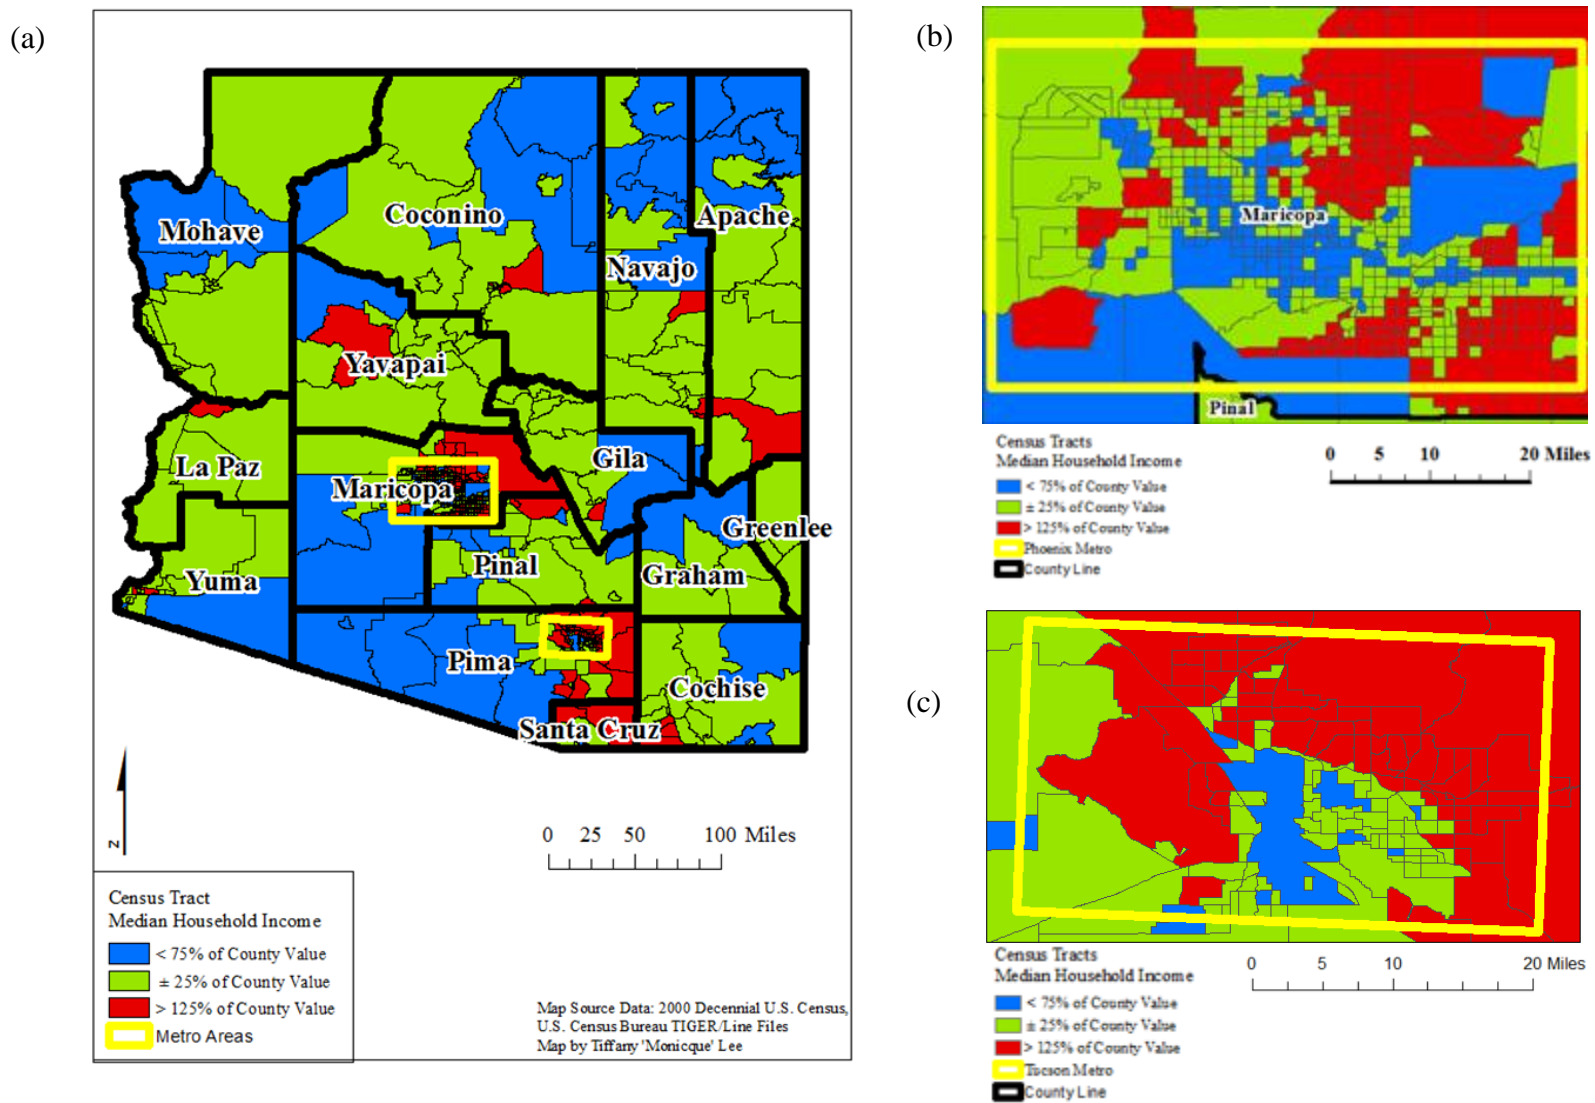 (a)
Mohave
Coconino
Apache
Navajo
Yavapai
La Paz
Gila
Maricopa
Greenlee
Yuma
Pinal
Graham
Pima
Cochise
Santa Cruz
N
0 25 50 100 Miles
Census Tract
Median Household Income
< 75% of County Value
± 25% of County Value
> 125% of County Value
Metro Areas
Map Source Data: 2000 Decennial U.S. Census,
U.S. Census Bureau TIGER/Line Files
Map by Tiffany 'Monicque' Lee
(b)
Maricopa
Pinal
Census Tracts
Median Household Income
< 75% of County Value
± 25% of County Value
> 125% of County Value
Phoenix Metro
County Line
0 5 10 20 Miles
(c)
Census Tracts
Median Household Income
< 75% of County Value
± 25% of County Value
> 125% of County Value
Tucson Metro
County Line
0 5 10 20 Miles